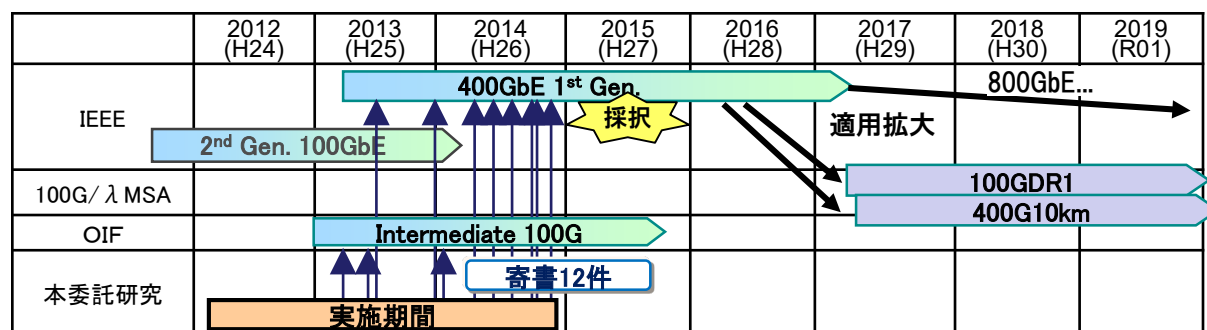 2012 2013 2014 2015 2016 2017 2018 2019
(H24) (H25) (H26) (H27) (H28) (H29) (H30) (R01)
IEEE
400GbE 1st Gen.
800GbE...
採択
適用拡大
2nd Gen. 100GbE
100G/λMSA
100GDR1
400G10km
OIF
Intermediate 100G
本委託研究
寄書12件
実施期間